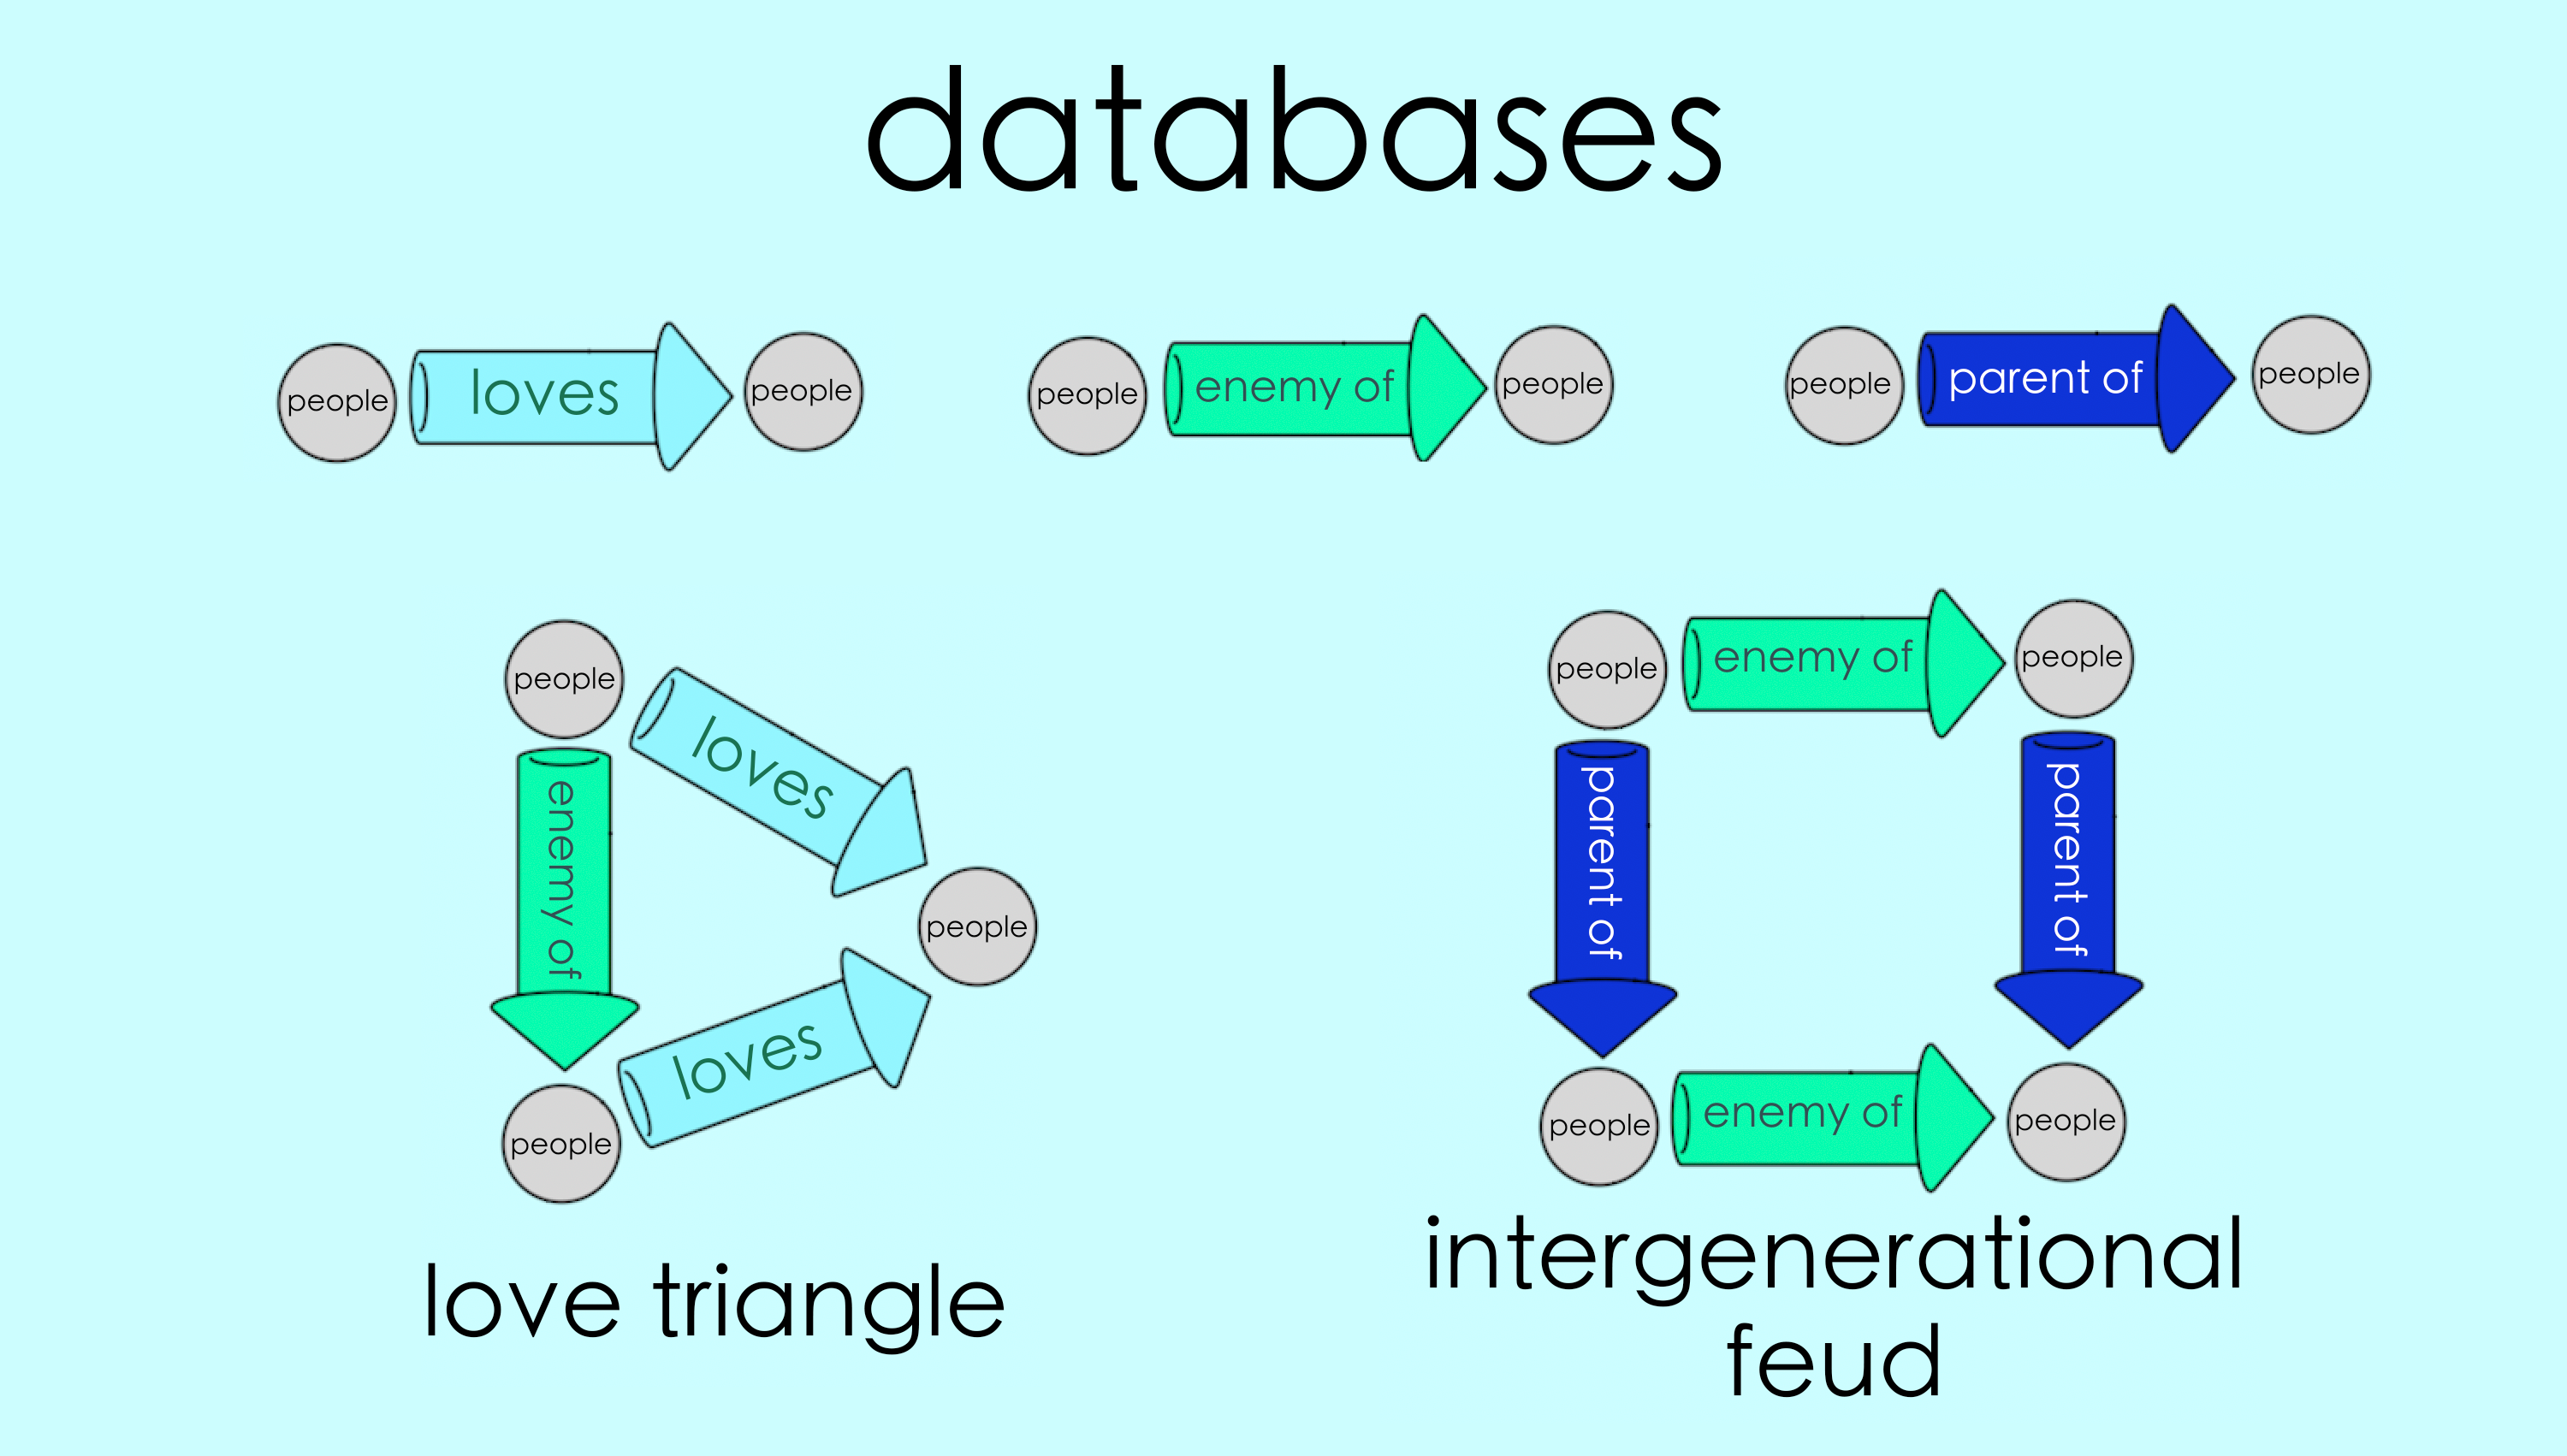 databases
people loves people
people enemy of people
people parent of people
people
loves
enemy of
people
loves
people
love triangle
people enemy of people
parent of
parent of
people enemy of people
intergenerational
feud